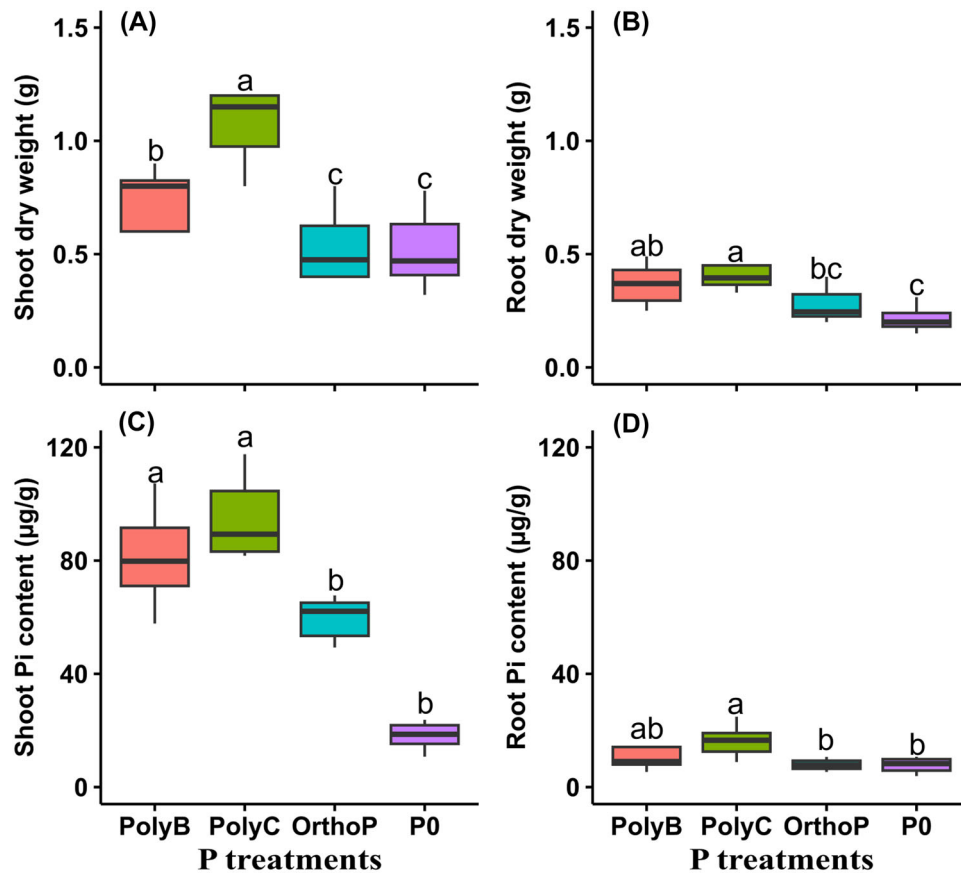 (A)
Shoot dry weight (g)
1.5
1.0
0.5
0.0
b
a
c
c
(B)
Root dry weight (g)
1.5
1.0
0.5
0.0
ab
a
bc
c
(C)
Shoot Pi content (µg/g)
120
80
40
0
a
a
b
b
PolyB PolyC OrthoP P0
P treatments
(D)
Root Pi content (µg/g)
120
80
40
0
ab
a
b
b
PolyB PolyC OrthoP P0
P treatments